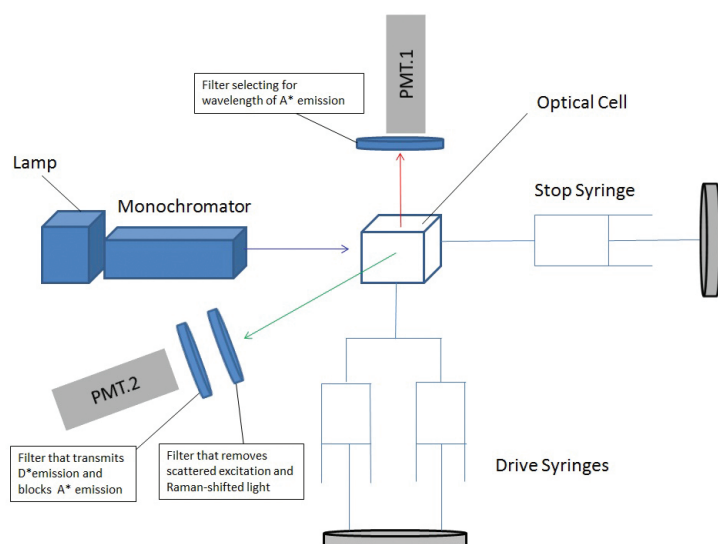 PMT.1
Filter selecting for
wavelength of A* emission
Optical Cell
Lamp
Monochromator
Stop Syringe
PMT.2
Filter that transmits
D*emission and
blocks A* emission
Filter that removes
scattered excitation and
Raman-shifted light
Drive Syringes